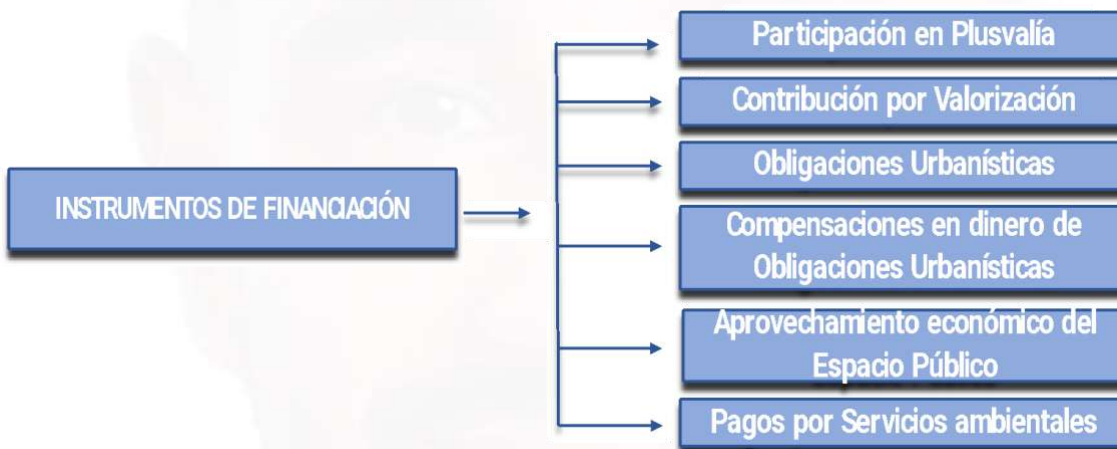 Participación en Plusvalía
Contribución por Valorización
Obligaciones Urbanísticas
INSTRUMENTOS DE FINANCIACIÓN
Compensaciones en dinero de
Obligaciones Urbanísticas
Aprovechamiento económico del
Espacio Público
Pagos por Servicios ambientales